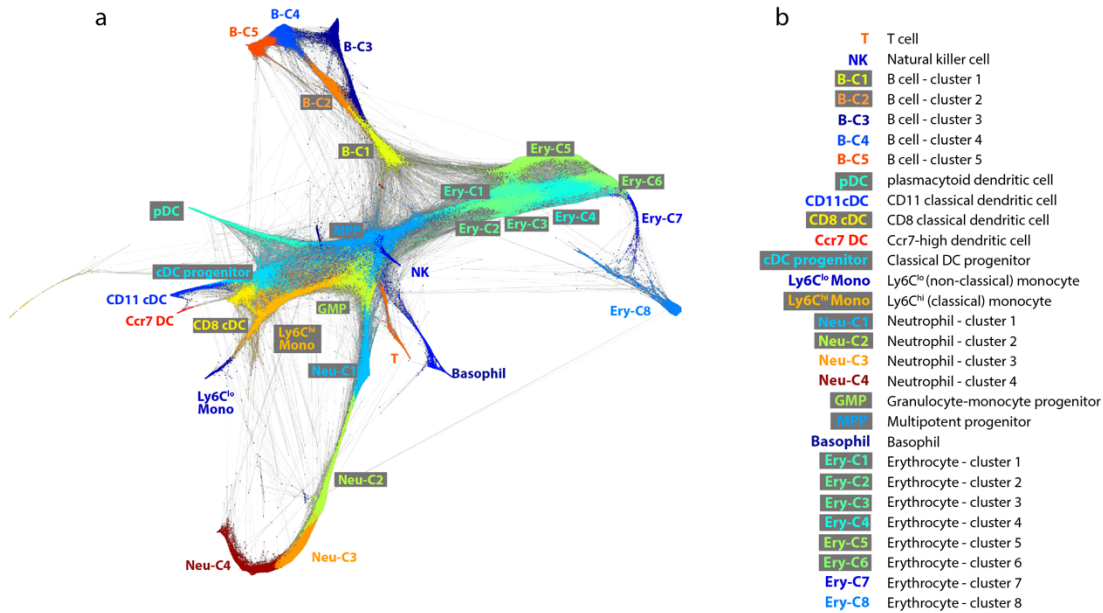 a
B-C4
B-C5
B-C3
B-C2
B-C1
Ery-C5
Ery-C6
Ery-C1
Ery-C4
Ery-C3
Ery-C2
Ery-C7
pDC
MPP
cDC progenitor
NK
CD11 cDC
Ccr7 DC
CD8 cDC
GMP
Ery-C8
Ly6Chi
Mono
T
Neu-C1
Basophil
Ly6Clo
Mono
Neu-C2
Neu-C3
Neu-C4
b
T T cell
NK Natural killer cell
B-C1 B cell - cluster 1
B-C2 B cell - cluster 2
B-C3 B cell - cluster 3
B-C4 B cell - cluster 4
B-C5 B cell - cluster 5
pDC plasmacytoid dendritic cell
CD11cDC CD11 classical dendritic cell
CD8 cDC CD8 classical dendritic cell
Ccr7 DC Ccr7-high dendritic cell
cDC progenitor Classical DC progenitor
Ly6Clo Mono Ly6Clo (non-classical) monocyte
Ly6Chi Mono Ly6Chi (classical) monocyte
Neu-C1 Neutrophil - cluster 1
Neu-C2 Neutrophil - cluster 2
Neu-C3 Neutrophil - cluster 3
Neu-C4 Neutrophil - cluster 4
GMP Granulocyte-monocyte progenitor
MPP Multipotent progenitor
Basophil Basophil
Ery-C1 Erythrocyte - cluster 1
Ery-C2 Erythrocyte - cluster 2
Ery-C3 Erythrocyte - cluster 3
Ery-C4 Erythrocyte - cluster 4
Ery-C5 Erythrocyte - cluster 5
Ery-C6 Erythrocyte - cluster 6
Ery-C7 Erythrocyte - cluster 7
Ery-C8 Erythrocyte - cluster 8